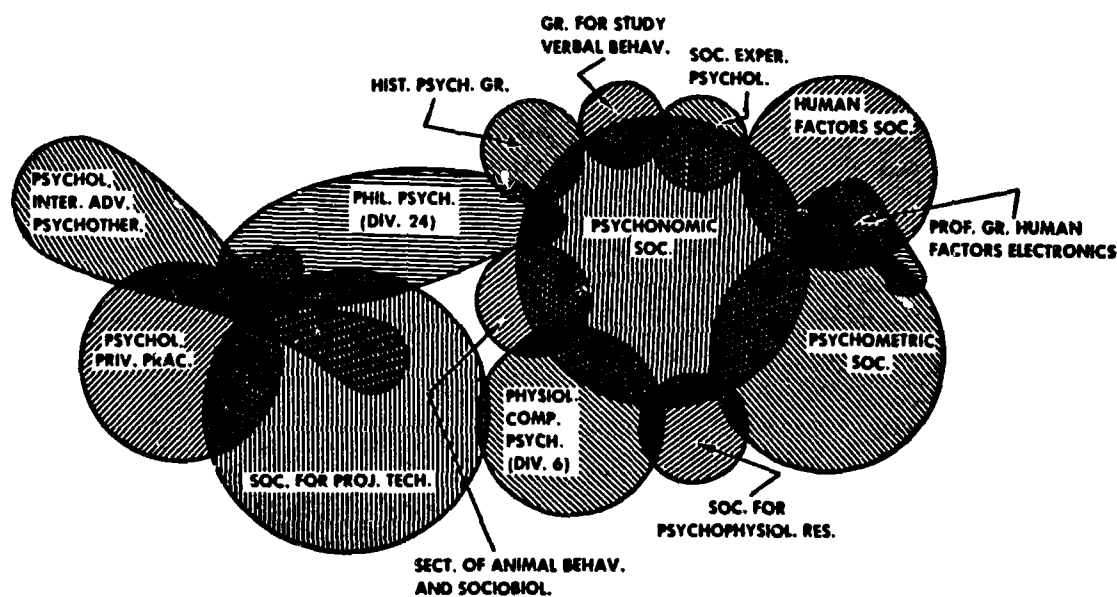 GR. FOR STUDY
VERBAL BEHAV.
SOC. EXPER.
PSYCHOL.
HIST. PSYCH. GR.
HUMAN
FACTORS SOC.
PSYCHOL,
INTER. ADV.
PSYCHOTHER.
PHIL. PSYCH.
(DIV. 24)
PSYCHONOMIC
SOC.
PROF. GR. HUMAN
FACTORS ELECTRONICS
PSYCHOL.
PRIV. PRAC.
PSYCHOMETRIC
SOC.
PHYSIOL.
COMP.
PSYCH.
(DIV. 6)
SOC. FOR PROJ. TECH.
SOC. FOR
PSYCHOPHYSIOL. RES.
SECT. OF ANIMAL BEHAV.
AND SOCIOBIOL.